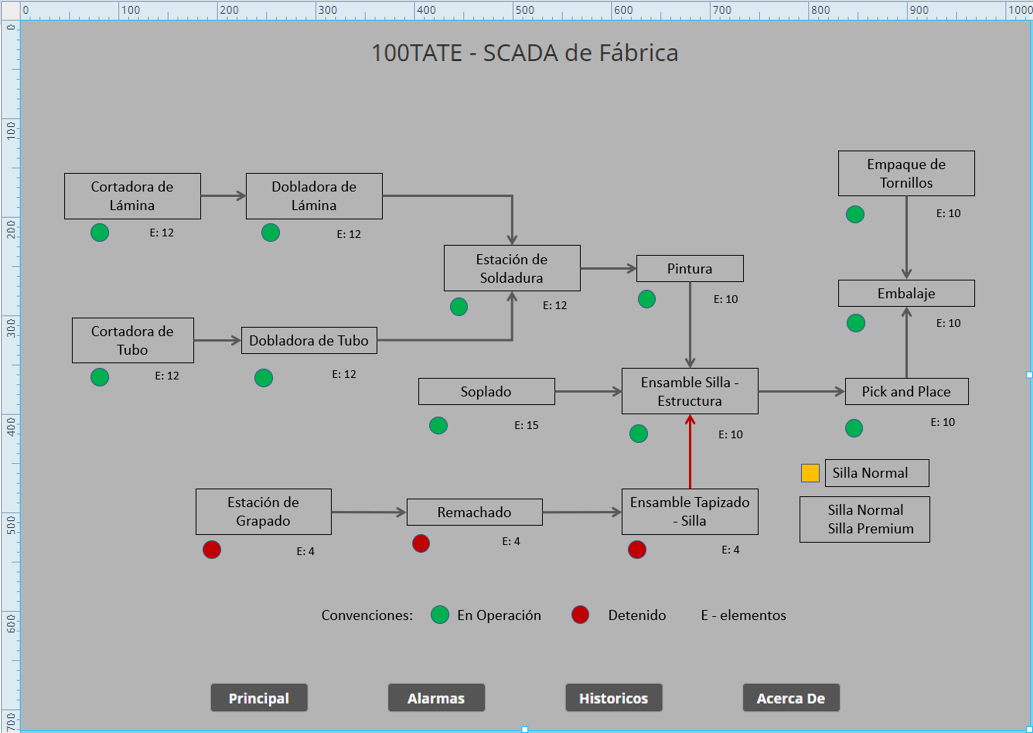 0
100
200
300
400
500
600
700
800
900
1000
0
100
200
300
400
500
600
700
100TATE - SCADA de Fábrica
Empaque de
Tornillos
E: 10
Cortadora de
Lámina
E: 12
Dobladora de
Lámina
E: 12
Estación de
Soldadura
E: 12
Pintura
E: 10
Embalaje
E: 10
Cortadora de
Tubo
E: 12
Dobladora de Tubo
E: 12
Soplado
E: 15
Ensamble Silla -
Estructura
E: 10
Pick and Place
E: 10
Silla Normal
Silla Normal
Silla Premium
Estación de
Grapado
E: 4
Remachado
E: 4
Ensamble Tapizado
- Silla
E: 4
Convenciones: En Operación Detenido E - elementos
Principal
Alarmas
Historicos
Acerca De